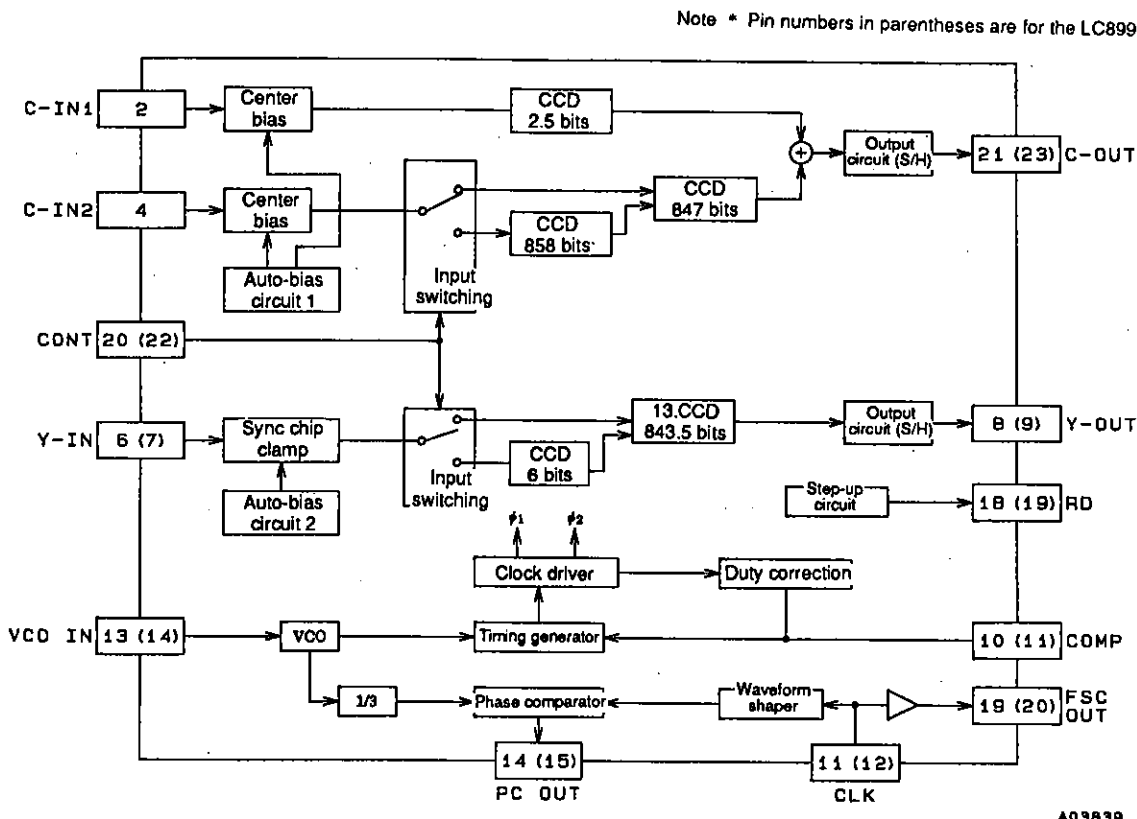 Note * Pin numbers in parentheses are for the LC899
C-IN1
2
Center
bias
CCD
2.5 bits
+
Output
circuit (S/H)
21 (23)
C-OUT
C-IN2
4
Center
bias
CCD
847 bits
CCD
858 bits
Auto-bias
circuit 1
Input
switching
CONT
20 (22)
Y-IN
6 (7)
Sync chip
clamp
13.CCD
843.5 bits
Output
circuit (S/H)
8 (9)
Y-OUT
CCD
6 bits
Input
switching
Auto-bias
circuit 2
Step-up
circuit
18 (19)
RD
ϕ1
ϕ2
Clock driver
Duty correction
VCO IN
13 (14)
VCO
Timing generator
10 (11)
COMP
1/3
Phase comparator
Waveform
shaper
19 (20)
FSC
OUT
14 (15)
PC OUT
11 (12)
CLK
A03839